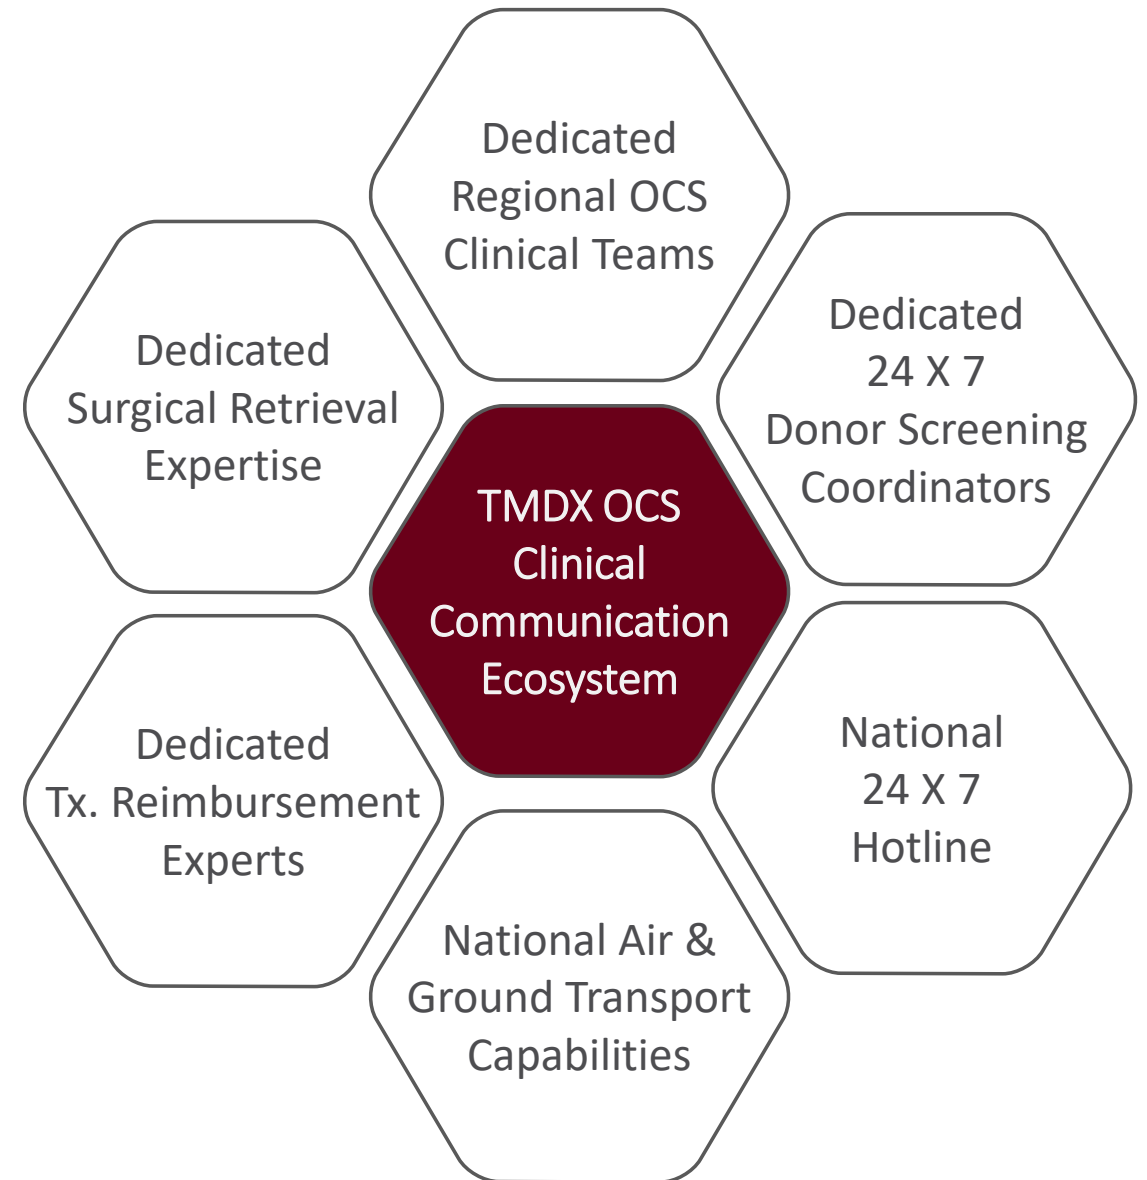 Dedicated
Regional OCS
Clinical Teams
Dedicated
Surgical Retrieval
Expertise
Dedicated
24 X 7
Donor Screening
Coordinators
TMDX OCS
Clinical
Communication
Ecosystem
Dedicated
Tx. Reimbursement
Experts
National
24 X 7
Hotline
National Air &
Ground Transport
Capabilities